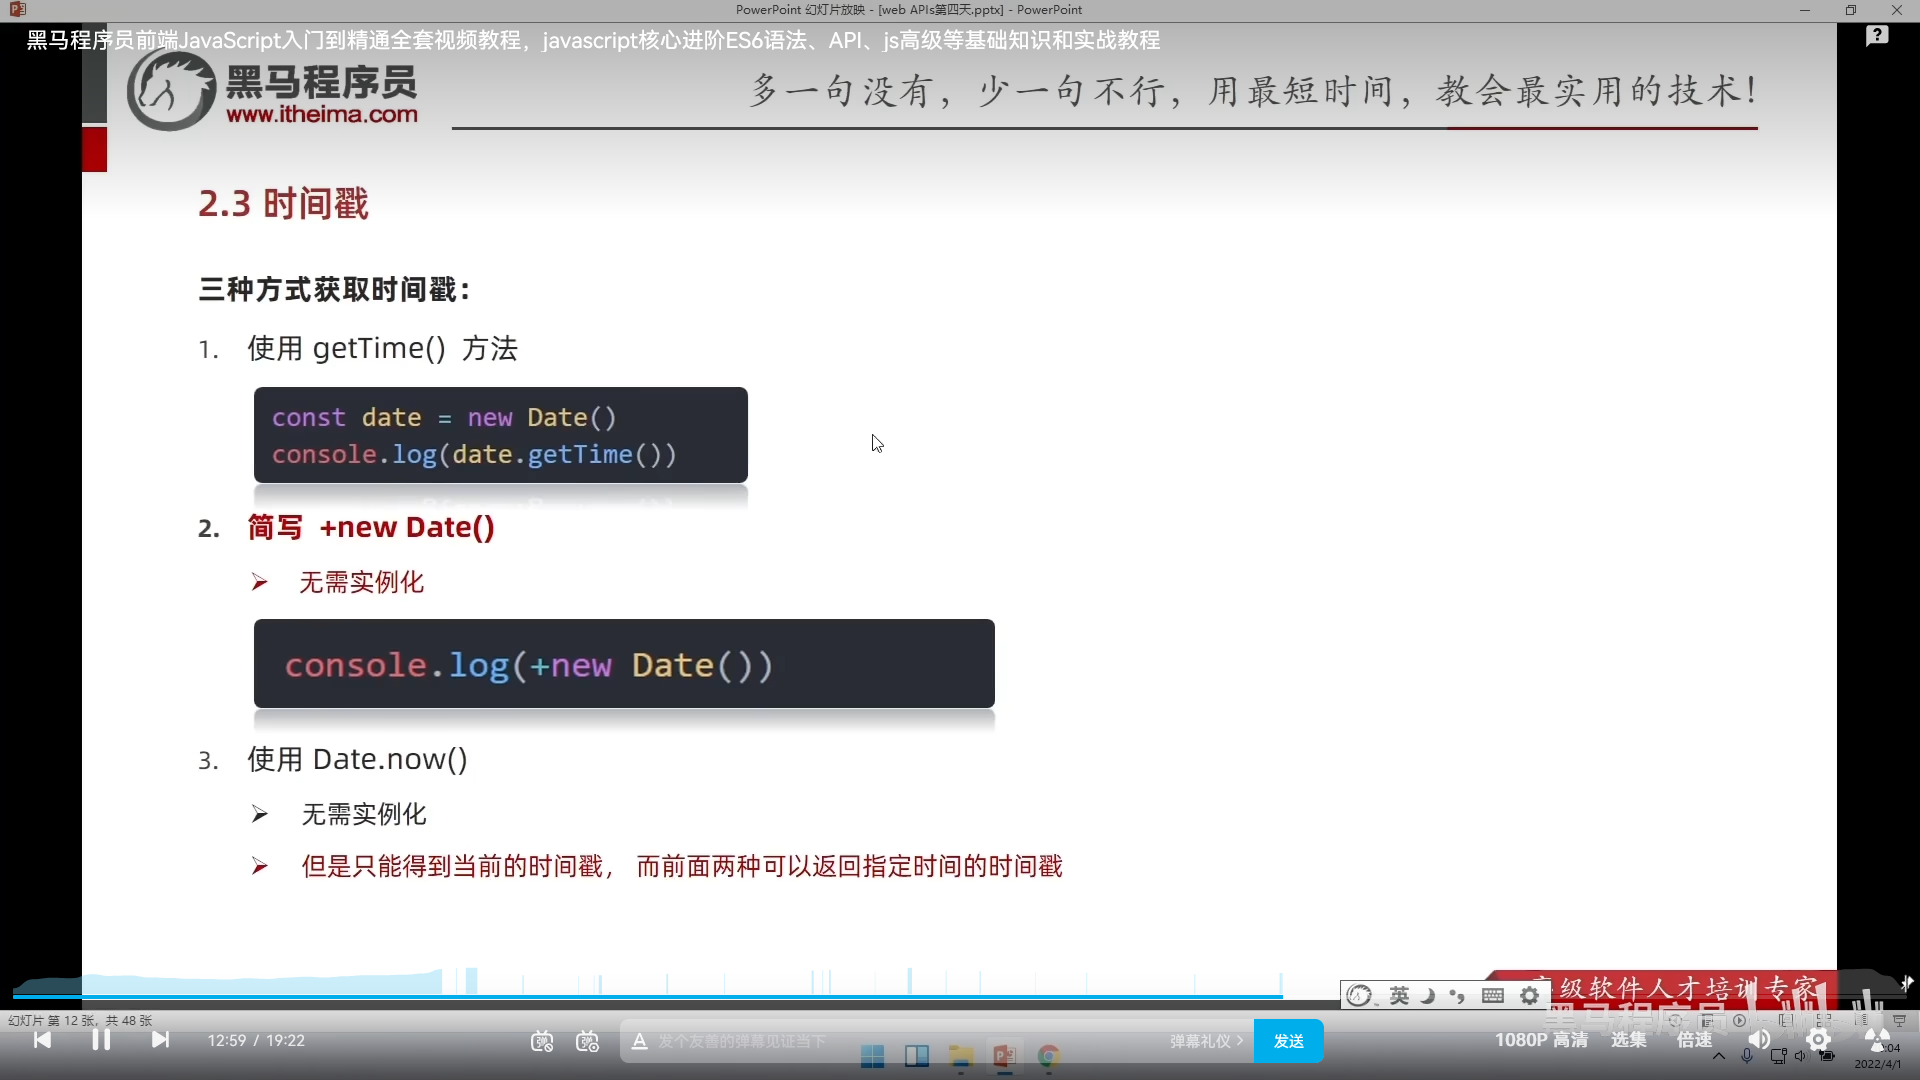 PowerPoint 幻灯片放映 - [web APIs第四天.pptx] - PowerPoint
黑马程序员前端JavaScript入门到精通全套视频教程，javascript核心进阶ES6语法、API、js高级等基础知识和实战教程
黑马程序员
www.itheima.com
多一句没有，少一句不行，用最短时间，教会最实用的技术！
2.3 时间戳
三种方式获取时间戳：
1. 使用 getTime() 方法
const date = new Date()
console.log(date.getTime())
2. 简写 +new Date()
无需实例化
console.log(+new Date())
3. 使用 Date.now()
无需实例化
但是只能得到当前的时间戳， 而前面两种可以返回指定时间的时间戳
英
级软件人才培训专家
黑马程序员
幻灯片 第 12 张，共 48 张
12:59 / 19:22
发个友善的弹幕见证当下
弹幕礼仪
发送
1080P 高清
选集
倍速
2022/4/1